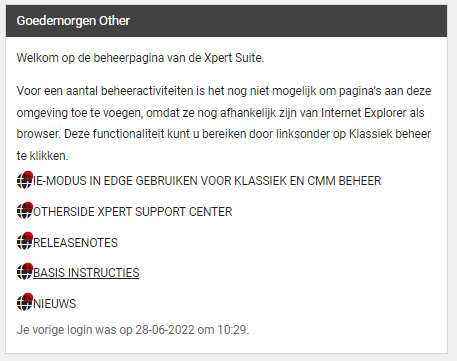 Goedemorgen Other
Welkom op de beheerpagina van de Xpert Suite.
Voor een aantal beheeractiviteiten is het nog niet mogelijk om pagina's aan deze
omgeving toe te voegen, omdat ze nog afhankelijk zijn van Internet Explorer als
browser. Deze functionaliteit kunt u bereiken door linksonder op Klassiek beheer
te klikken.
IE-MODUS IN EDGE GEBRUIKEN VOOR KLASSIEK EN CMM BEHEER
OTHERSIDE XPERT SUPPORT CENTER
RELEASENOTES
BASIS INSTRUCTIES
NIEUWS
Je vorige login was op 28-06-2022 om 10:29.